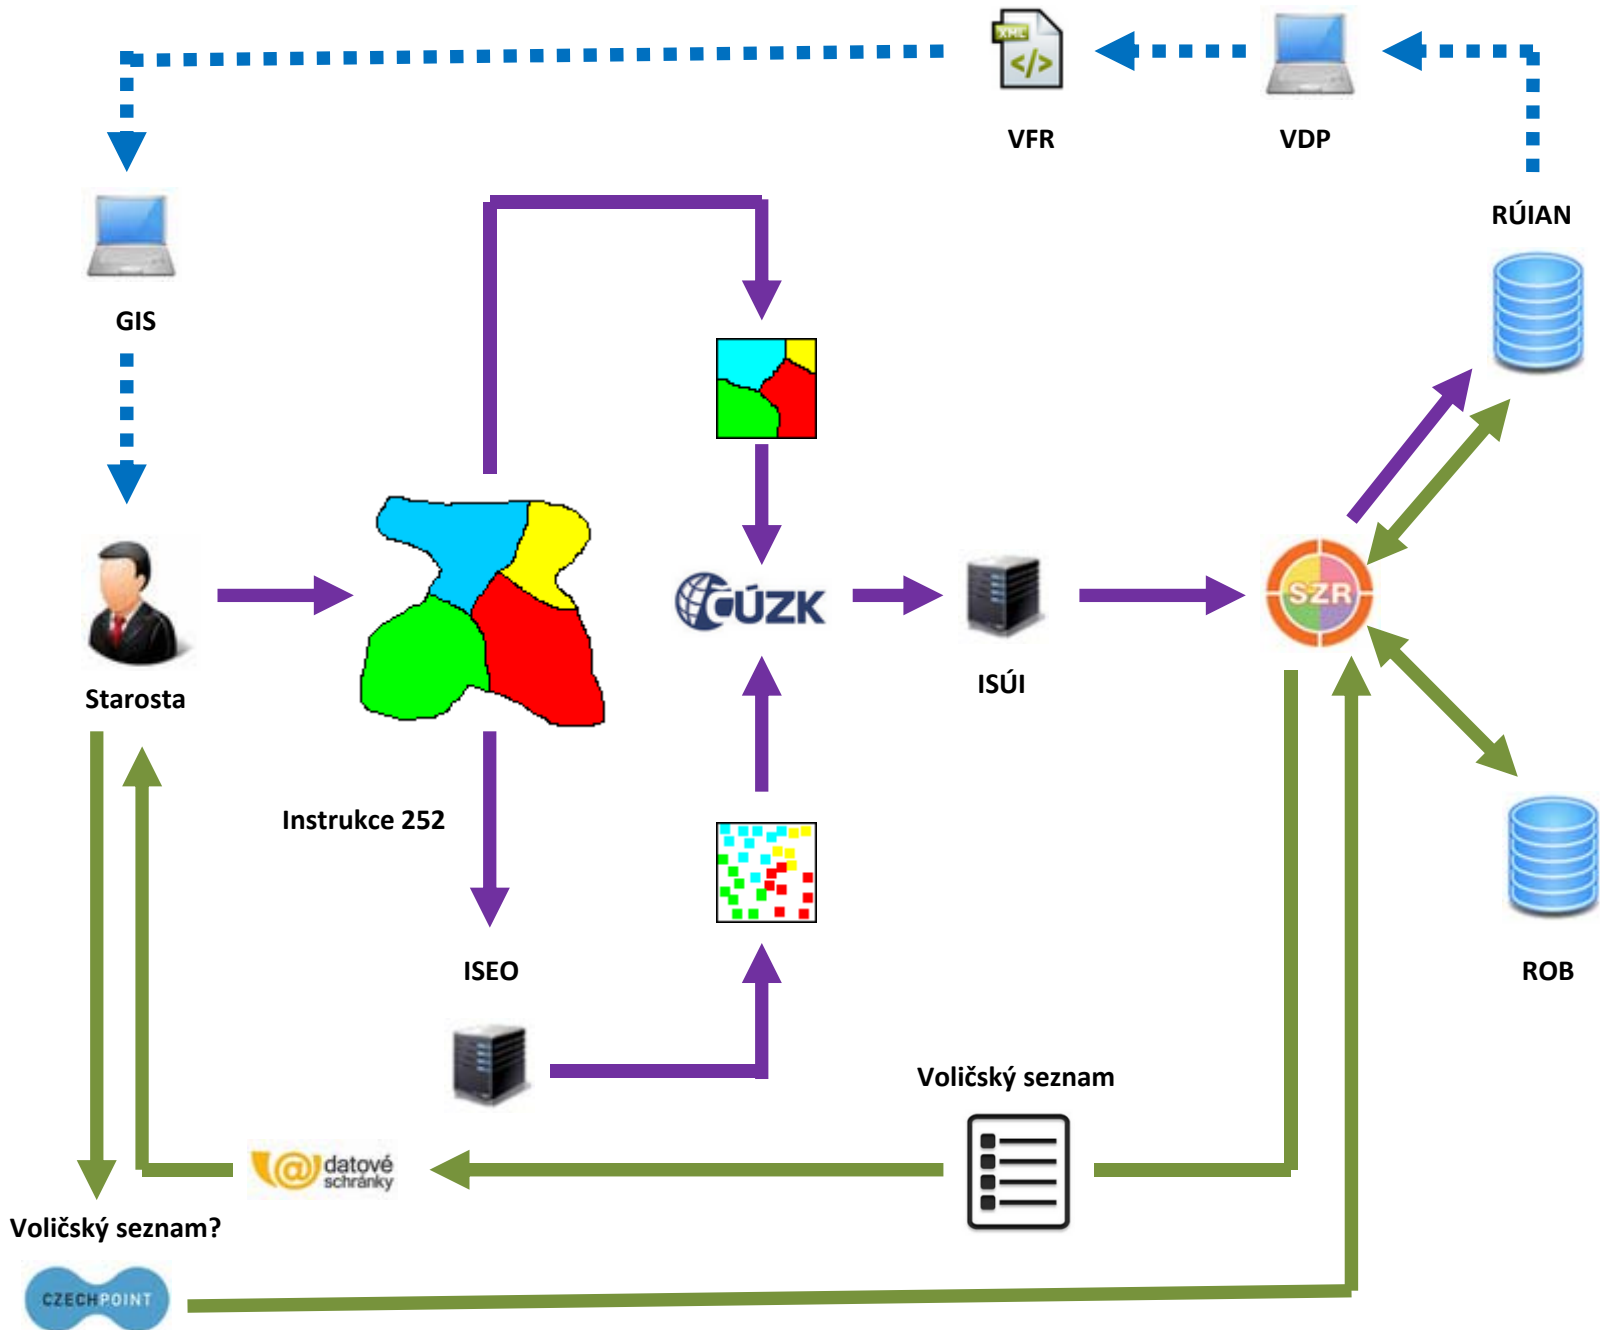 XML
</>
VFR
VDP
RÚIAN
GIS
ČÚZK
SZR
Starosta
ISÚI
Instrukce 252
ISEO
ROB
Voličský seznam
@ datové
schránky
Voličský seznam?
CZECHPOINT